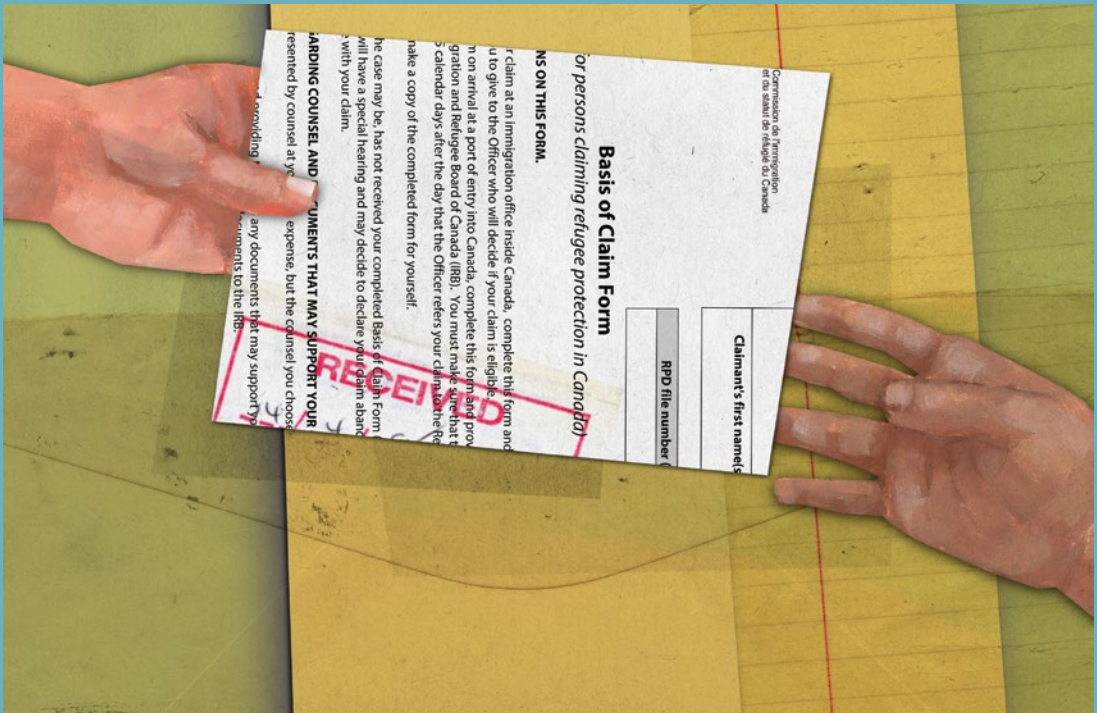 Commission de l'immigration
et du statut de réfugié du Canada
Claimant's first name(s
RPD file number (
Basis of Claim Form
or persons claiming refugee protection in Canada)
NS ON THIS FORM.
r claim at an immigration office inside Canada, complete this form and
u to give to the Officer who will decide if your claim is eligible.
m on arrival at a port of entry into Canada, complete this form and prov
gration and Refugee Board of Canada (IRB). You must make sure that t
5 calendar days after the day that the Officer refers your claim to the Re
make a copy of the completed form for yourself.
he case may be, has not received your completed Basis of Claim Form
will have a special hearing and may decide to declare your claim aband
e with your claim.
GARDING COUNSEL AND CUMENTS THAT MAY SUPPORT YOUR
resented by counsel at yo expense, but the counsel you choose
d providing any documents that may support yo
ocuments to the IRB.
RECEIVED